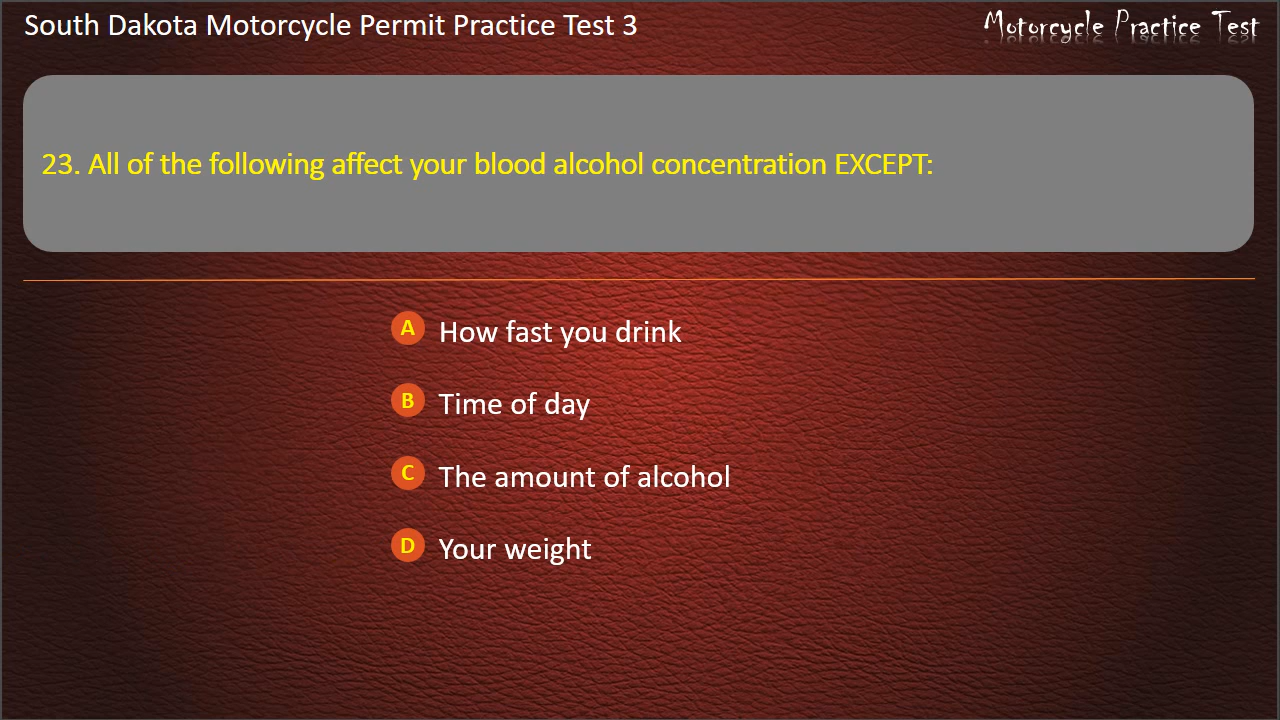 South Dakota Motorcycle Permit Practice Test 3
Motorcycle Practice Test
23. All of the following affect your blood alcohol concentration EXCEPT:
A How fast you drink
B Time of day
C The amount of alcohol
D Your weight